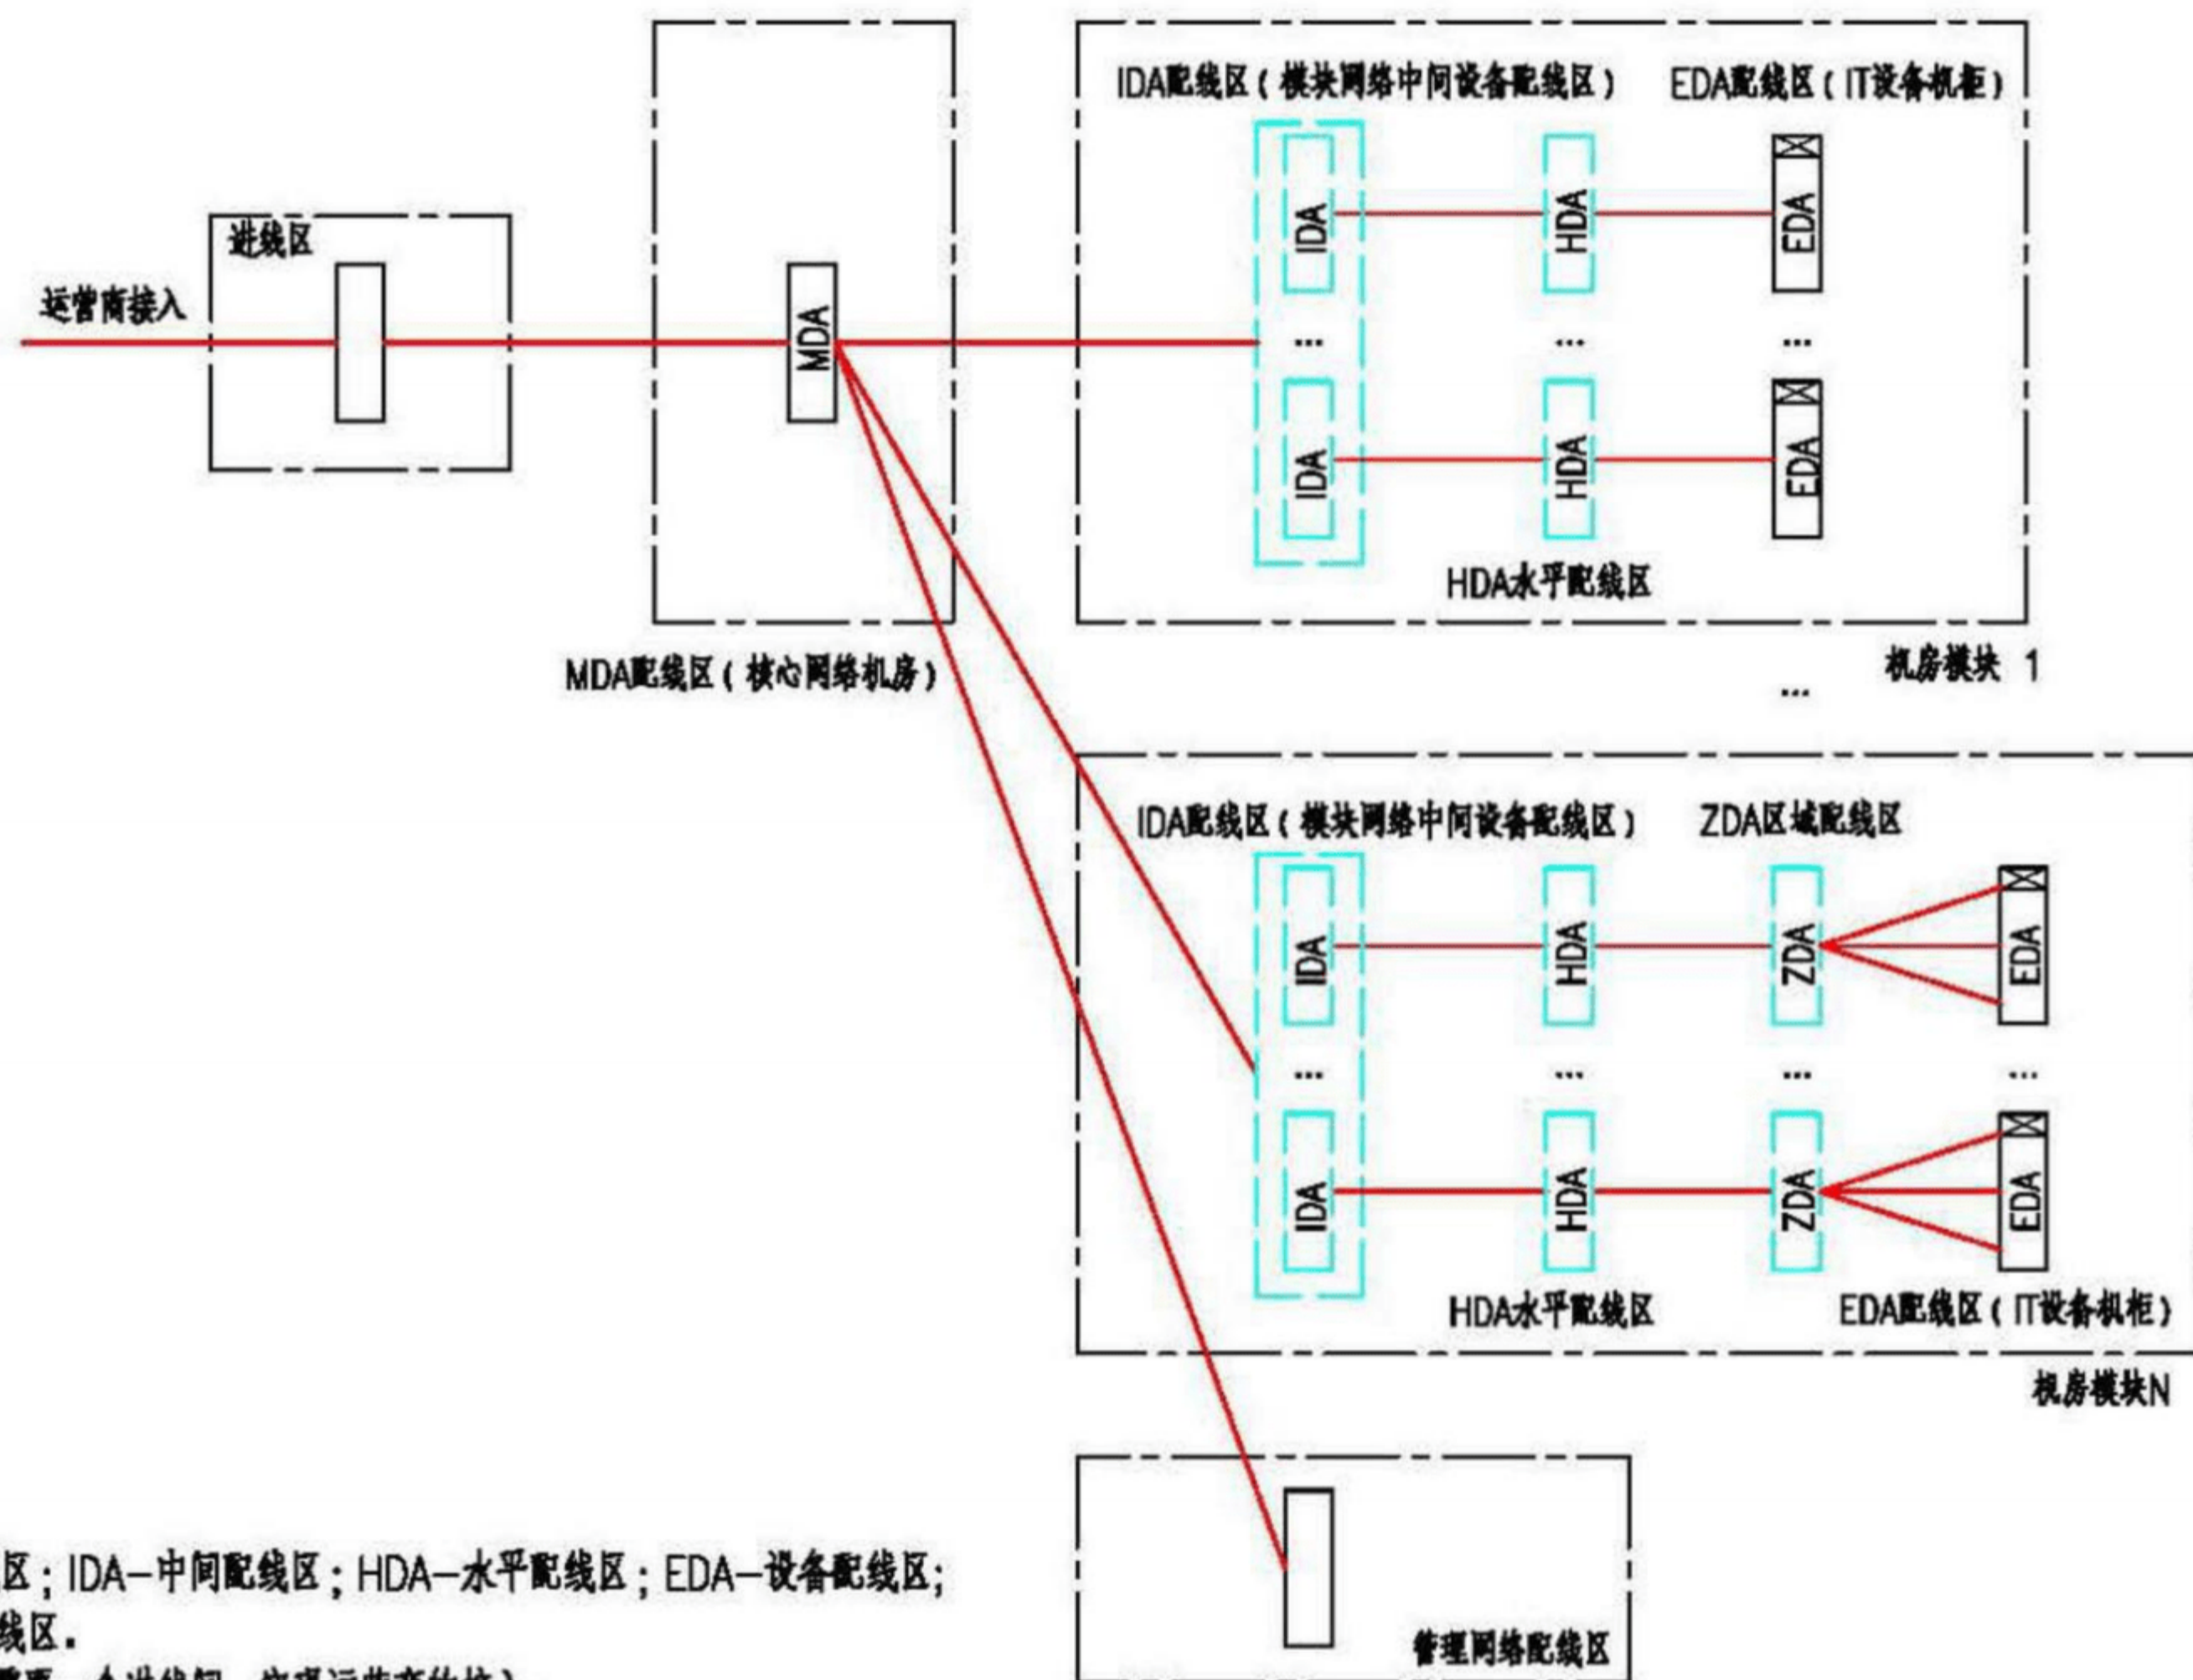 IDA配线区(模块网络中间设备配线区)
EDA配线区(IT设备机柜)
进线区
运营商接入
MDA
IDA
HDA
EDA
...
...
...
IDA
HDA
EDA
HDA水平配线区
MDA配线区(核心网络机房)
机房模块 1
...
IDA配线区(模块网络中间设备配线区)
ZDA区域配线区
IDA
HDA
ZDA
EDA
...
...
...
...
IDA
HDA
ZDA
EDA
HDA水平配线区
EDA配线区(IT设备机柜)
机房模块N
管理网络配线区
区;IDA-中间配线区;HDA-水平配线区;EDA-设备配线区;
线区.